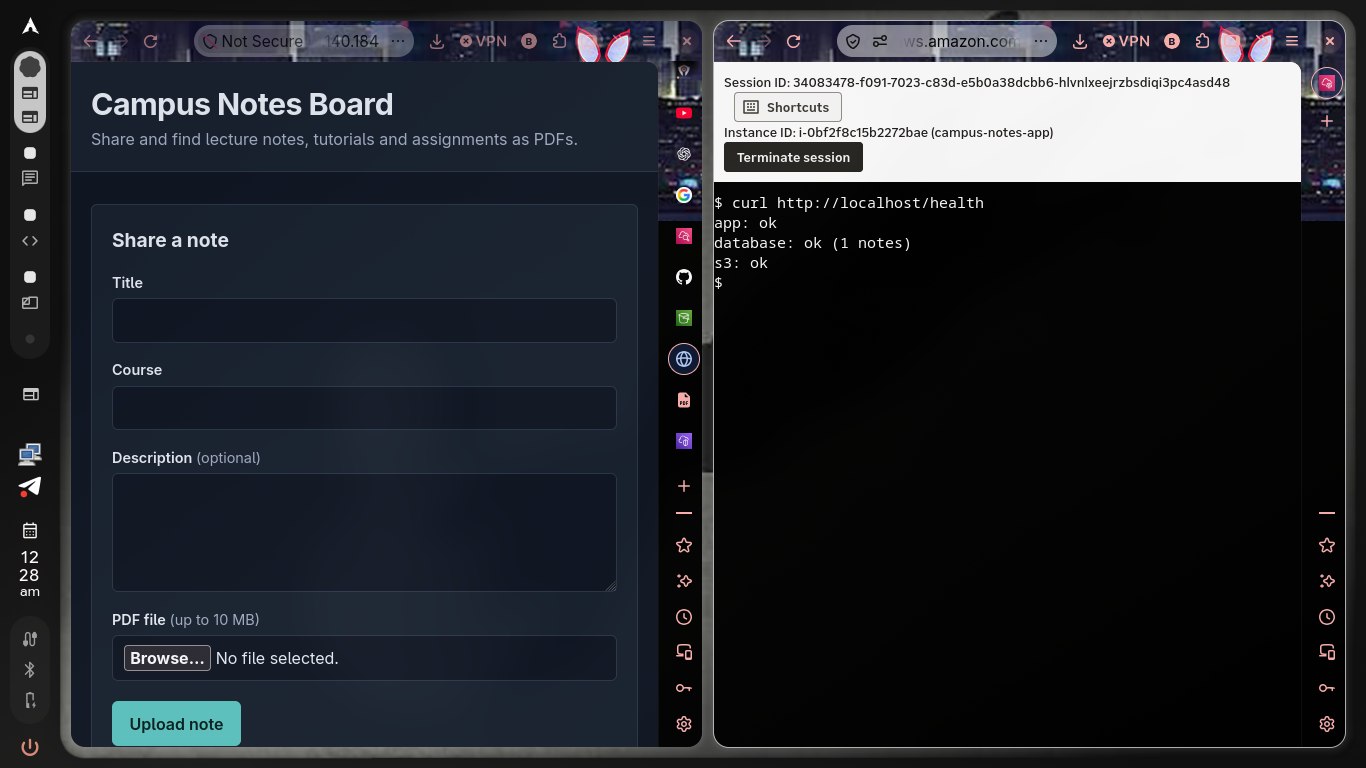 Not Secure 140.184 ...
VPN
B
Campus Notes Board
Share and find lecture notes, tutorials and assignments as PDFs.
Share a note
Title
Course
Description (optional)
PDF file (up to 10 MB)
Browse... No file selected.
Upload note
PDF
12
28
am
ws.amazon.con ...
VPN
B
Session ID: 34083478-f091-7023-c83d-e5b0a38dcbb6-hlvnlxeejrzbsdiqi3pc4asd48
Shortcuts
Instance ID: i-0bf2f8c15b2272bae (campus-notes-app)
Terminate session
$ curl http://localhost/health
app: ok
database: ok (1 notes)
s3: ok
$